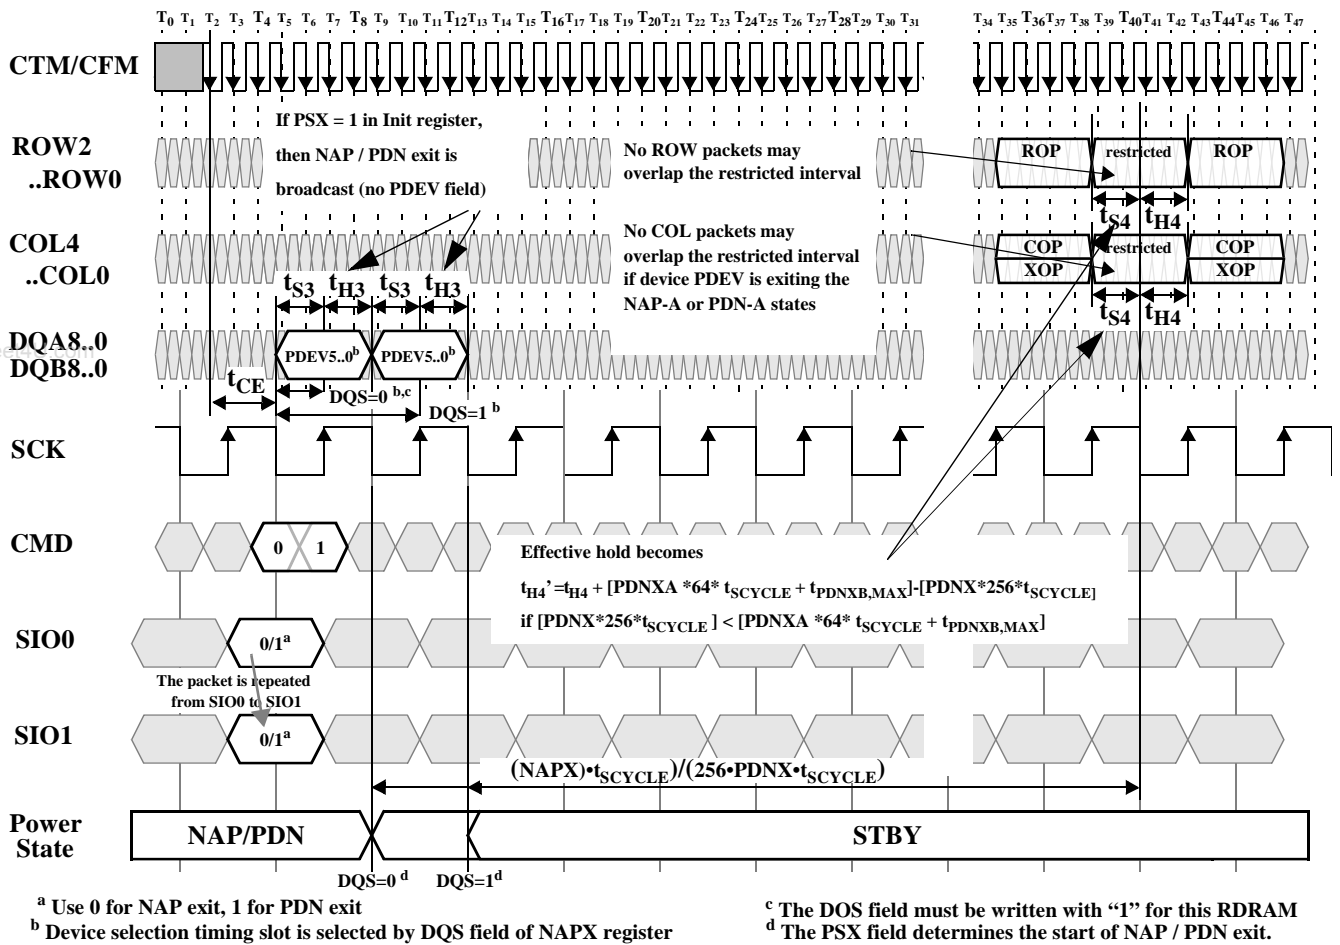 T0 T1 T2 T3 T4 T5 T6 T7 T8 T9 T10 T11 T12 T13 T14 T15 T16 T17 T18 T19 T20 T21 T22 T23 T24 T25 T26 T27 T28 T29 T30 T31 T34 T35 T36 T37 T38 T39 T40 T41 T42 T43 T44 T45 T46 T47
CTM/CFM
If PSX = 1 in Init register,
then NAP / PDN exit is
broadcast (no PDEV field)
ROW2
..ROW0
No ROW packets may
overlap the restricted interval
ROP restricted ROP
tS4 tH4
COL4
..COL0
No COL packets may
overlap the restricted interval
if device PDEV is exiting the
NAP-A or PDN-A states
COP restricted COP
XOP XOP
tS3 tH3 tS3 tH3
tS4 tH4
DQA8..0
DQB8..0
PDEV5..0b PDEV5..0b
tCE
DQS=0 b,c
DQS=1 b
SCK
CMD
0 1
Effective hold becomes
tH4’=tH4 + [PDNXA *64* tSCYCLE + tPDNXB,MAX]-[PDNX*256*tSCYCLE]
if [PDNX*256*tSCYCLE ] < [PDNXA *64* tSCYCLE + tPDNXB,MAX]
SIO0
0/1a
The packet is repeated
from SIO0 to SIO1
SIO1
0/1a
(NAPX)•tSCYCLE)/(256•PDNX•tSCYCLE)
Power
State
NAP/PDN STBY
DQS=0 d DQS=1d
a Use 0 for NAP exit, 1 for PDN exit
b Device selection timing slot is selected by DQS field of NAPX register
c The DOS field must be written with “1” for this RDRAM
d The PSX field determines the start of NAP / PDN exit.